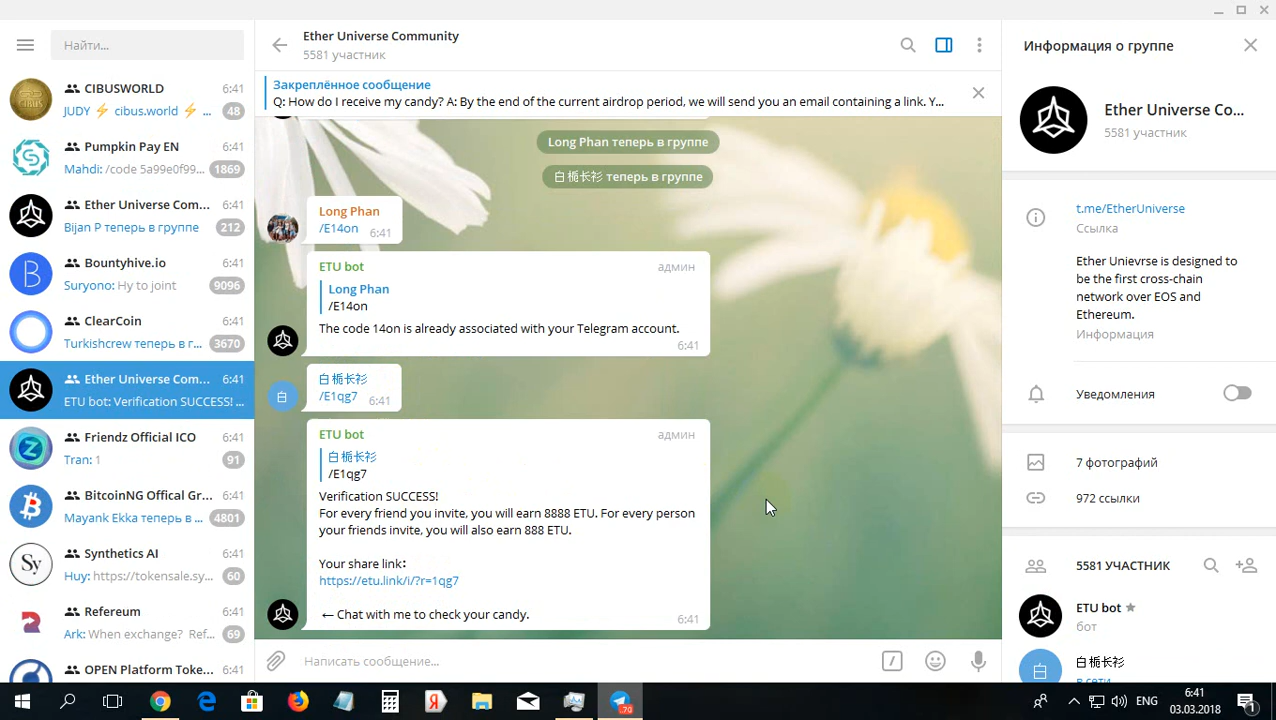 Найти...
CIBUSWORLD 6:41
JUDY ⚡ cibus.world ⚡ ... 48
Pumpkin Pay EN 6:41
Mahdi: /code 5a99e0f99... 1869
Ether Universe Com... 6:41
Bijan P теперь в группе 212
Bountyhive.io 6:41
Suryono: Hy to joint 9096
ClearCoin 6:41
Turkishcrew теперь в г... 3670
Ether Universe Com... 6:41
ETU bot: Verification SUCCESS! ...
Friendz Official ICO 6:41
Tran: 1 91
BitcoinNG Offical Gr... 6:41
Mayank Ekka теперь в ... 4801
Sy
Synthetics AI 6:41
Huy: https://tokensale.sy... 60
Refereum 6:41
Ark: When exchange? Ref... 69
OPEN Platform Toke... 6:41
Ether Universe Community
5581 участник
Закреплённое сообщение
Q: How do I receive my candy? A: By the end of the current airdrop period, we will send you an email containing a link. Y...
Long Phan теперь в группе
白栀长衫 теперь в группе
Long Phan
/E14on 6:41
ETU bot админ
Long Phan
/E14on
The code 14on is already associated with your Telegram account.
6:41
白栀长衫
白 /E1qg7 6:41
ETU bot админ
白栀长衫
/E1qg7
Verification SUCCESS!
For every friend you invite, you will earn 8888 ETU. For every person
your friends invite, you will also earn 888 ETU.
Your share link:
https://etu.link/i/?r=1qg7
← Chat with me to check your candy.
6:41
Написать сообщение...
Информация о группе
Ether Universe Co...
5581 участник
t.me/EtherUniverse
Ссылка
Ether Unievrse is designed to
be the first cross-chain
network over EOS and
Ethereum.
Информация
Уведомления
7 фотографий
972 ссылки
5581 УЧАСТНИК
ETU bot
бот
白 白栀长衫
в сети
70
ENG
6:41
03.03.2018
1